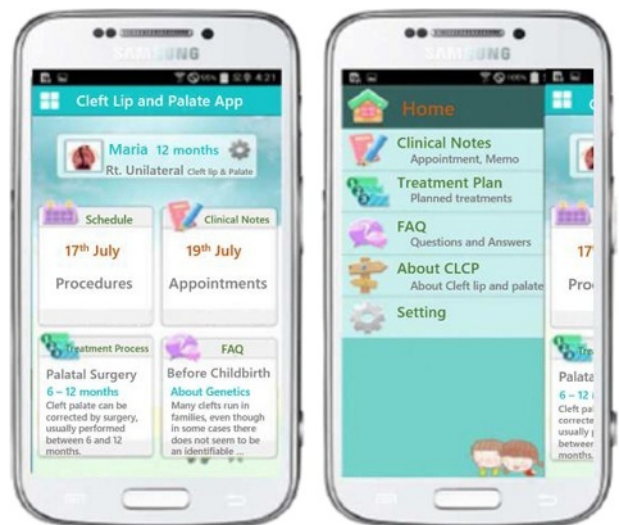 SAMSUNG
4:21
Cleft Lip and Palate App
Maria 12 months
Rt. Unilateral Cleft lip & Palate
Schedule
17th July
Procedures
Clinical Notes
19th July
Appointments
Treatment Process
Palatal Surgery
6 – 12 months
Cleft palate can be
corrected by surgery,
usually performed
between 6 and 12
months.
FAQ
Before Childbirth
About Genetics
Many clefts run in
families, even though
in some cases there
does not seem to be
an identifiable ...
SAMSUNG
100%
Home
Clinical Notes
Appointment, Memo
Treatment Plan
Planned treatments
FAQ
Questions and Answers
About CLCP
About Cleft lip and palate
Setting
C
17
Pro
Trea
Palata
6 – 12
Cleft pal
correcte
usually p
between
months.